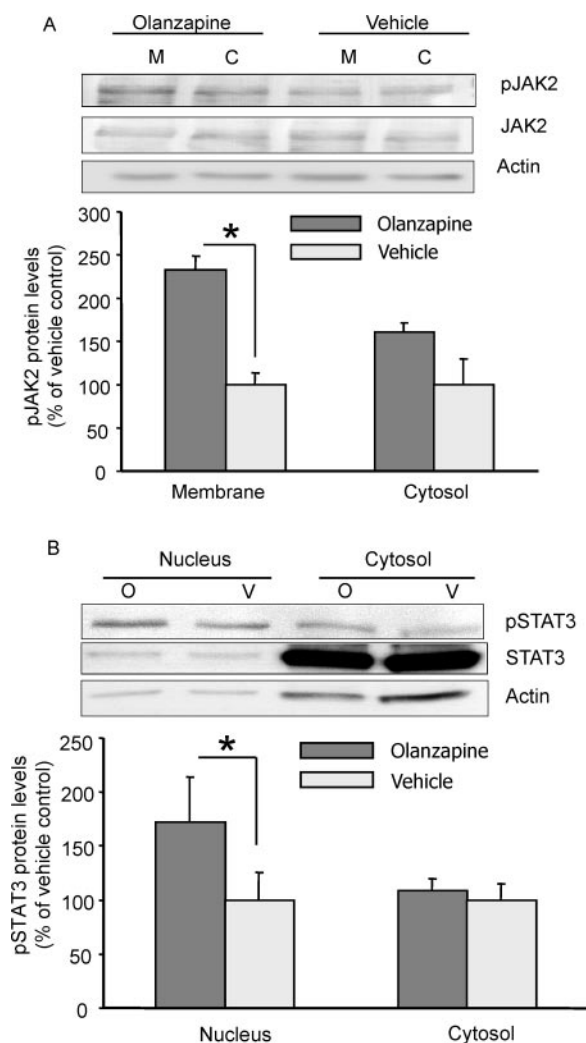 A
Olanzapine Vehicle
M C M C
pJAK2
JAK2
Actin
300
250
200
150
100
50
0
pJAK2 protein levels
(% of vehicle control)
*
Olanzapine
Vehicle
Membrane Cytosol
B
Nucleus Cytosol
O V O V
pSTAT3
STAT3
Actin
250
200
150
100
50
0
pSTAT3 protein levels
(% of vehicle control)
*
Olanzapine
Vehicle
Nucleus Cytosol